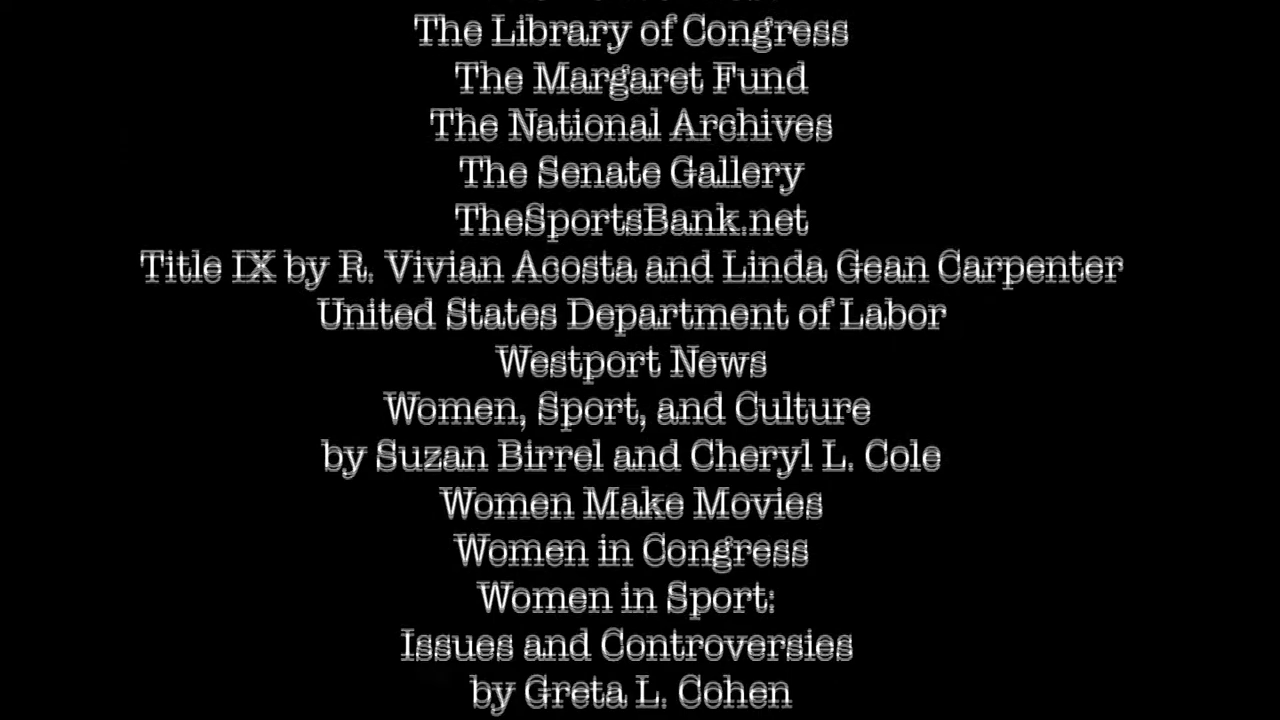 The Library of Congress
The Margaret Fund
The National Archives
The Senate Gallery
TheSportsBank.net
Title IX by R. Vivian Acosta and Linda Gean Carpenter
United States Department of Labor
Westport News
Women, Sport, and Culture
by Suzan Birrel and Cheryl L. Cole
Women Make Movies
Women in Congress
Women in Sport:
Issues and Controversies
by Greta L. Cohen